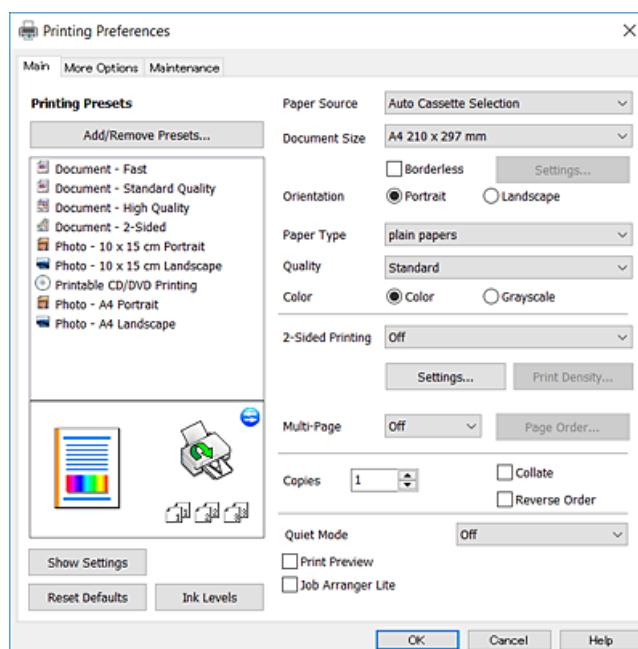 Printing Preferences
Main More Options Maintenance
Printing Presets
Add/Remove Presets...
Document - Fast
Document - Standard Quality
Document - High Quality
Document - 2-Sided
Photo - 10 x 15 cm Portrait
Photo - 10 x 15 cm Landscape
Printable CD/DVD Printing
Photo - A4 Portrait
Photo - A4 Landscape
Show Settings
Reset Defaults Ink Levels
Paper Source Auto Cassette Selection
Document Size A4 210 x 297 mm
Borderless Settings...
Orientation Portrait Landscape
Paper Type plain papers
Quality Standard
Color Color Grayscale
2-Sided Printing Off
Settings... Print Density...
Multi-Page Off Page Order...
Copies 1 Collate
Reverse Order
Quiet Mode Off
Print Preview
Job Arranger Lite
OK Cancel Help